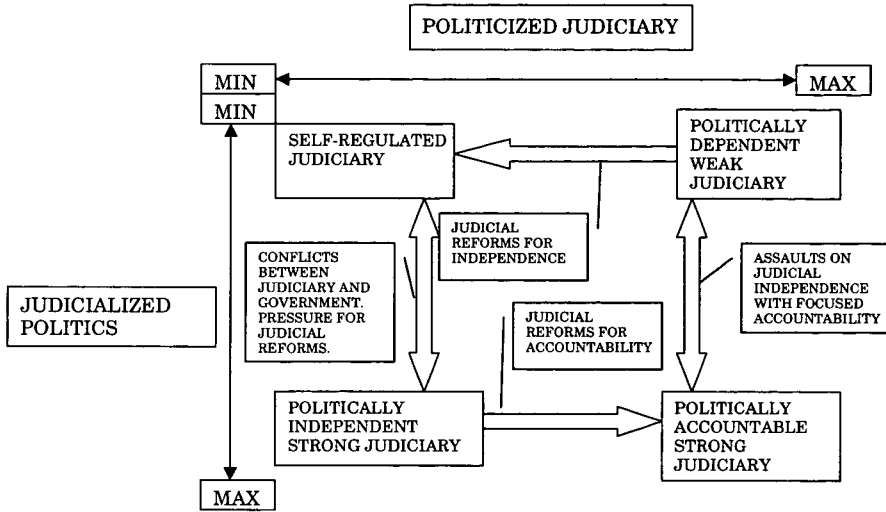 POLITICIZED JUDICIARY
MIN
MAX
MIN
SELF-REGULATED
JUDICIARY
POLITICALLY
DEPENDENT
WEAK
JUDICIARY
JUDICIAL
REFORMS FOR
INDEPENDENCE
CONFLICTS
BETWEEN
JUDICIARY AND
GOVERNMENT.
PRESSURE FOR
JUDICIAL
REFORMS.
ASSAULTS ON
JUDICIAL
INDEPENDENCE
WITH FOCUSED
ACCOUNTABILITY
JUDICIALIZED
POLITICS
JUDICIAL
REFORMS FOR
ACCOUNTABILITY
POLITICALLY
INDEPENDENT
STRONG JUDICIARY
POLITICALLY
ACCOUNTABLE
STRONG
JUDICIARY
MAX